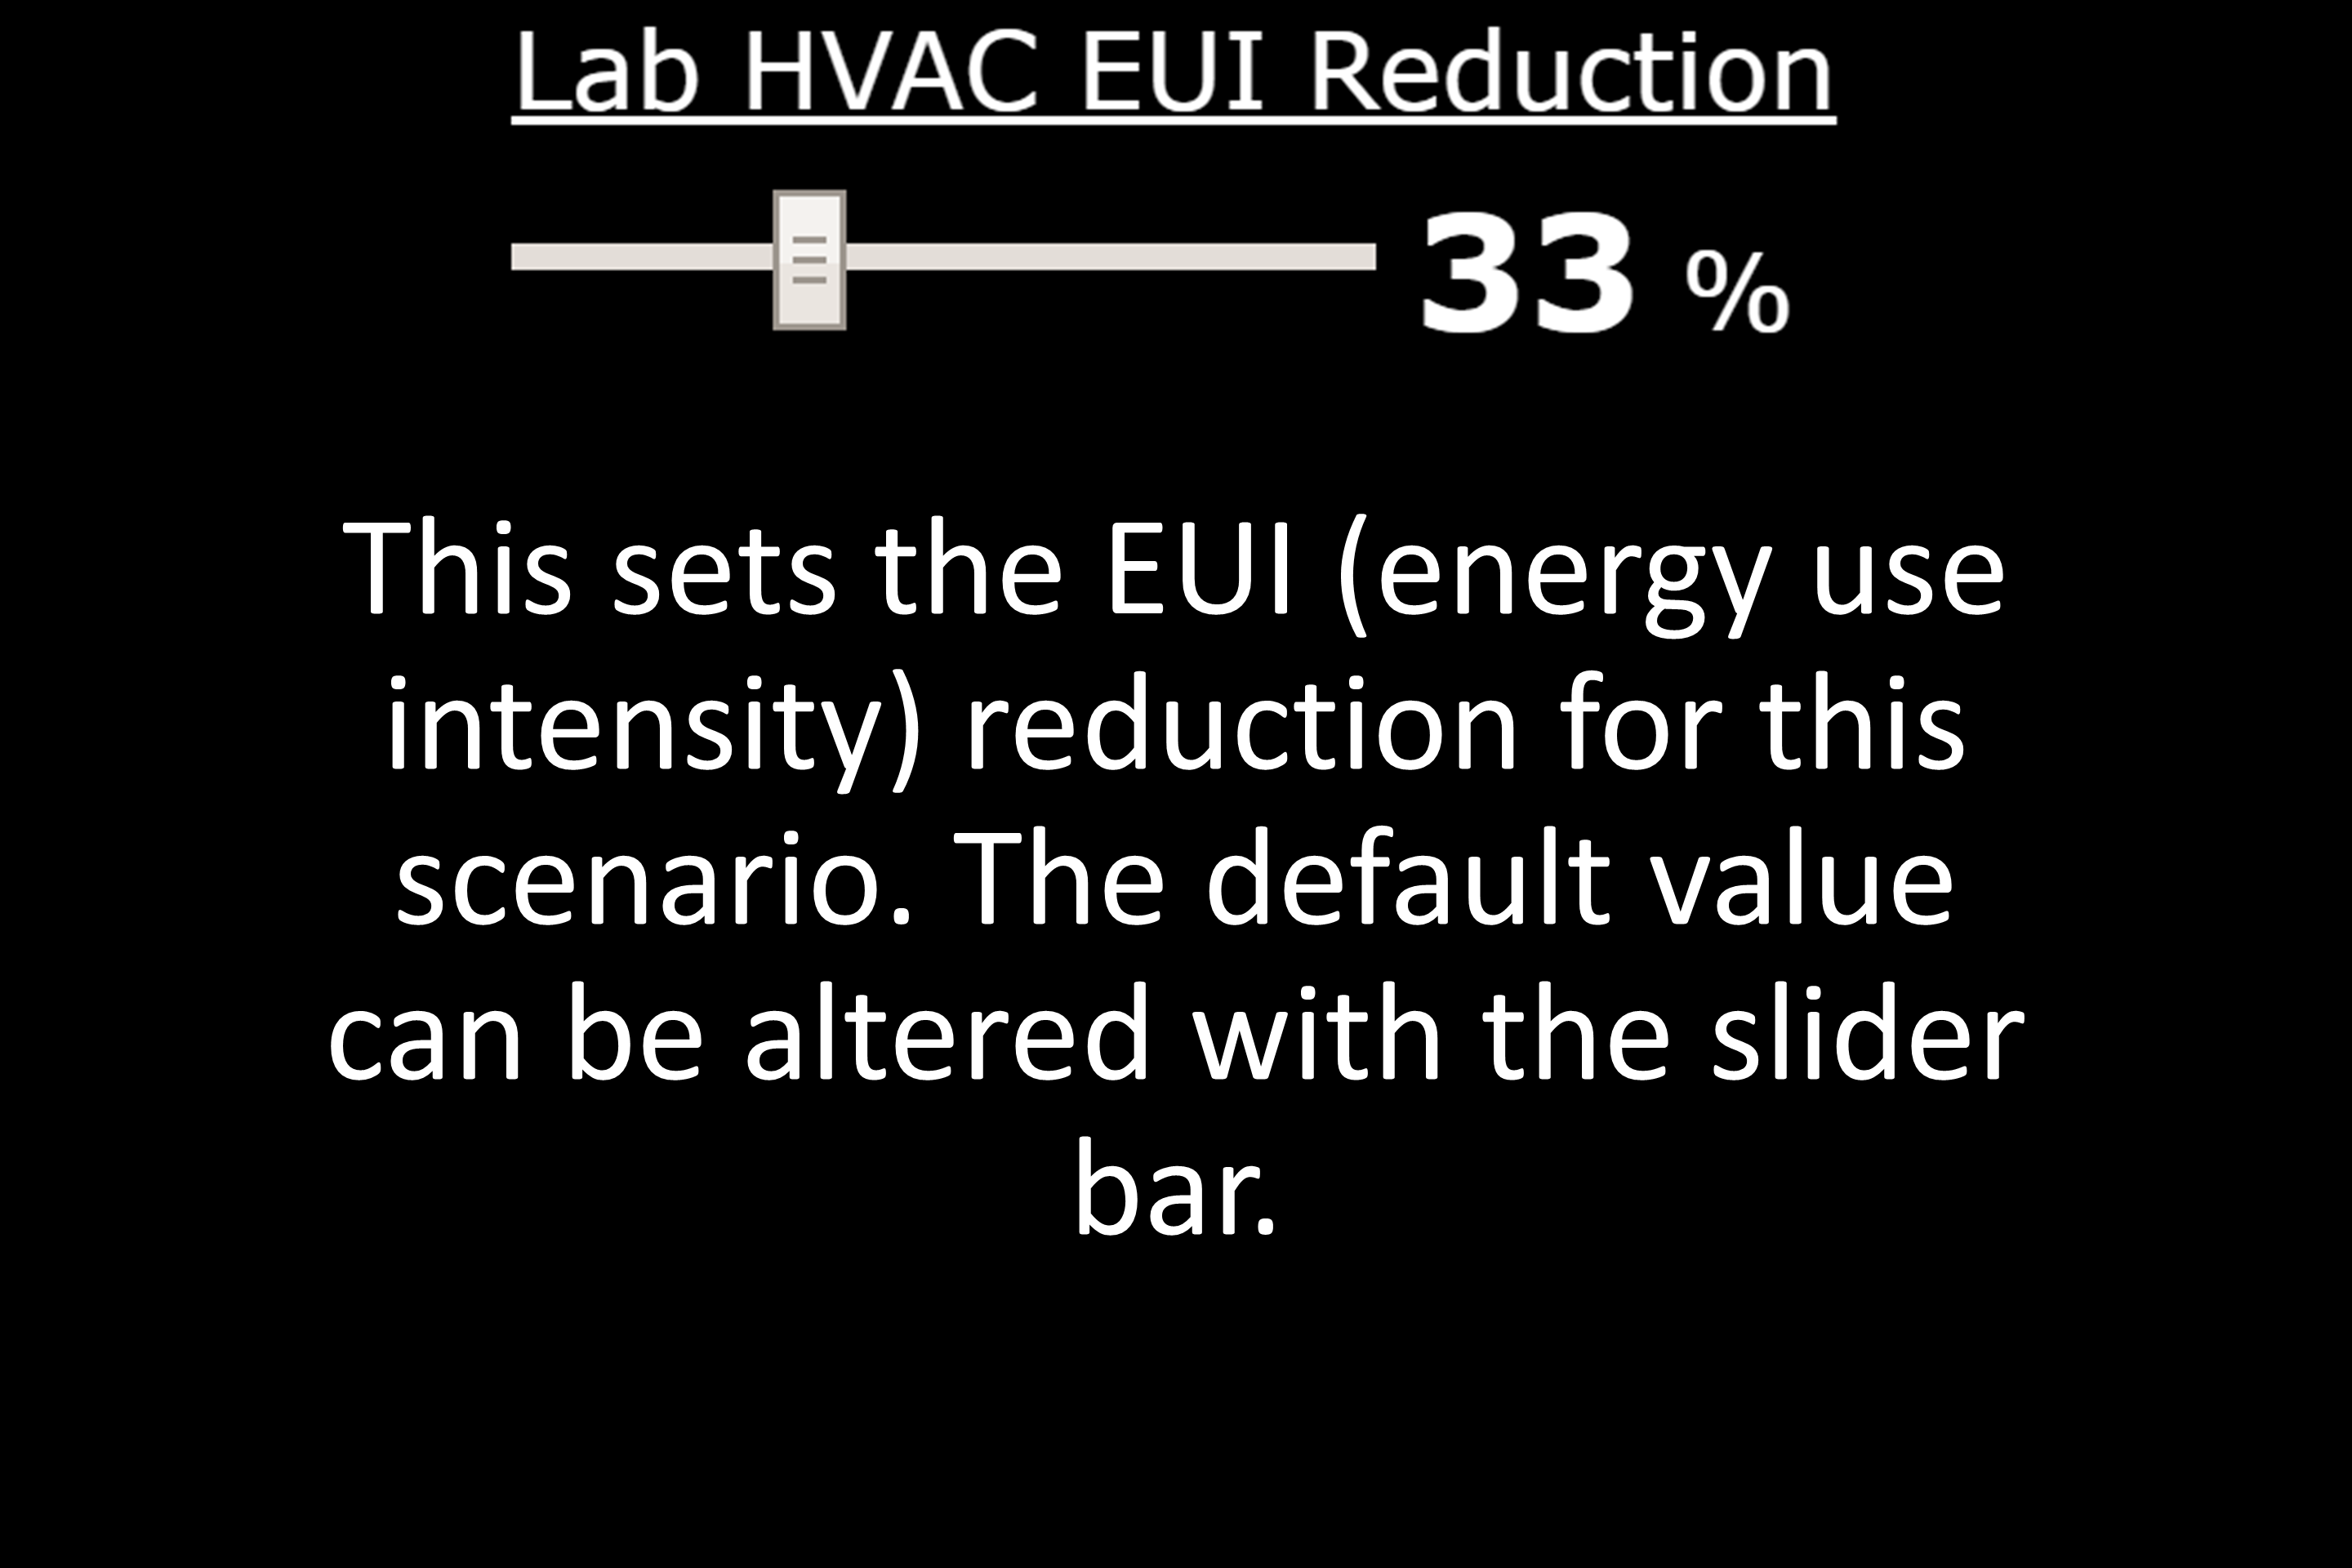 Lab HVAC EUI Reduction
33 %
This sets the EUI (energy use
intensity) reduction for this
scenario. The default value
can be altered with the slider
bar.